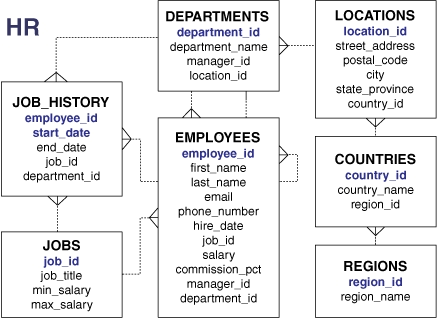 HR
DEPARTMENTS
department_id
department_name
manager_id
location_id
LOCATIONS
location_id
street_address
postal_code
city
state_province
country_id
JOB_HISTORY
employee_id
start_date
end_date
job_id
department_id
EMPLOYEES
employee_id
first_name
last_name
email
phone_number
hire_date
job_id
salary
commission_pct
manager_id
department_id
COUNTRIES
country_id
country_name
region_id
JOBS
job_id
job_title
min_salary
max_salary
REGIONS
region_id
region_name